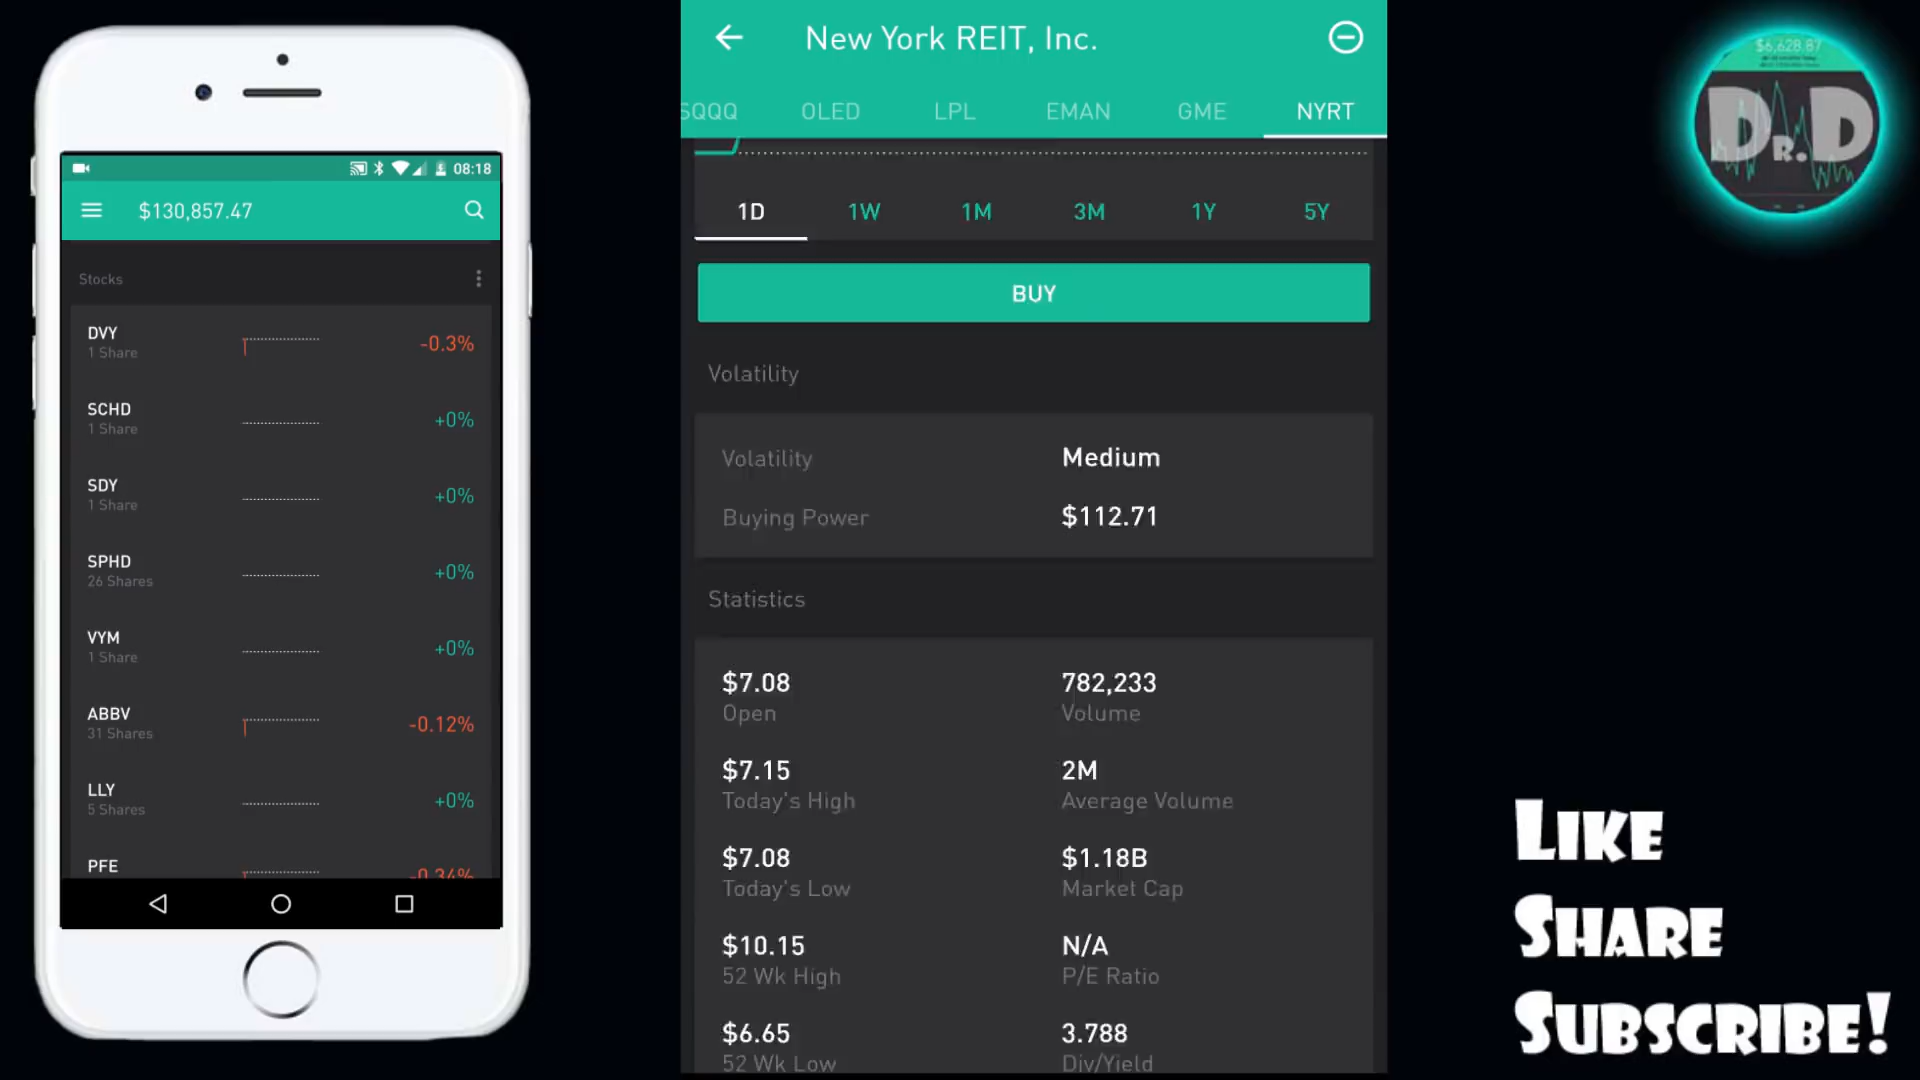 08:18
$130,857.47
Stocks
DVY
1 Share
-0.3%
SCHD
1 Share
+0%
SDY
1 Share
+0%
SPHD
26 Shares
+0%
VYM
1 Share
+0%
ABBV
31 Shares
-0.12%
LLY
5 Shares
+0%
PFE
-0.34%
New York REIT, Inc.
SQQQ OLED LPL EMAN GME NYRT
1D 1W 1M 3M 1Y 5Y
BUY
Volatility
Volatility Medium
Buying Power $112.71
Statistics
$7.08 782,233
Open Volume
$7.15 2M
Today's High Average Volume
$7.08 $1.18B
Today's Low Market Cap
$10.15 N/A
52 Wk High P/E Ratio
$6.65 3.788
52 Wk Low Div/Yield
$6,628.87
DR.D
LIKE
SHARE
SUBSCRIBE!